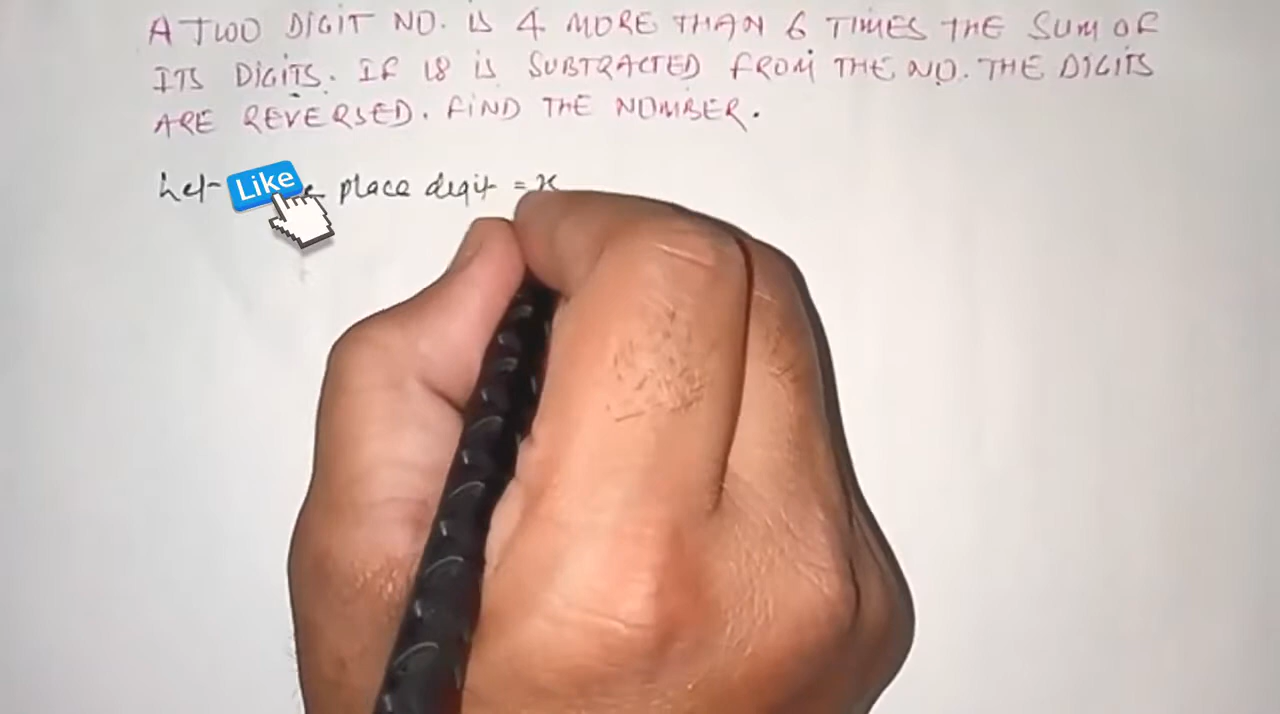 A TWO DIGIT NO. IS 4 MORE THAN 6 TIMES THE SUM OF
ITS DIGITS. IF 18 IS SUBTRACTED FROM THE NO. THE DIGITS
ARE REVERSED. FIND THE NUMBER.
Let Like place digit = x